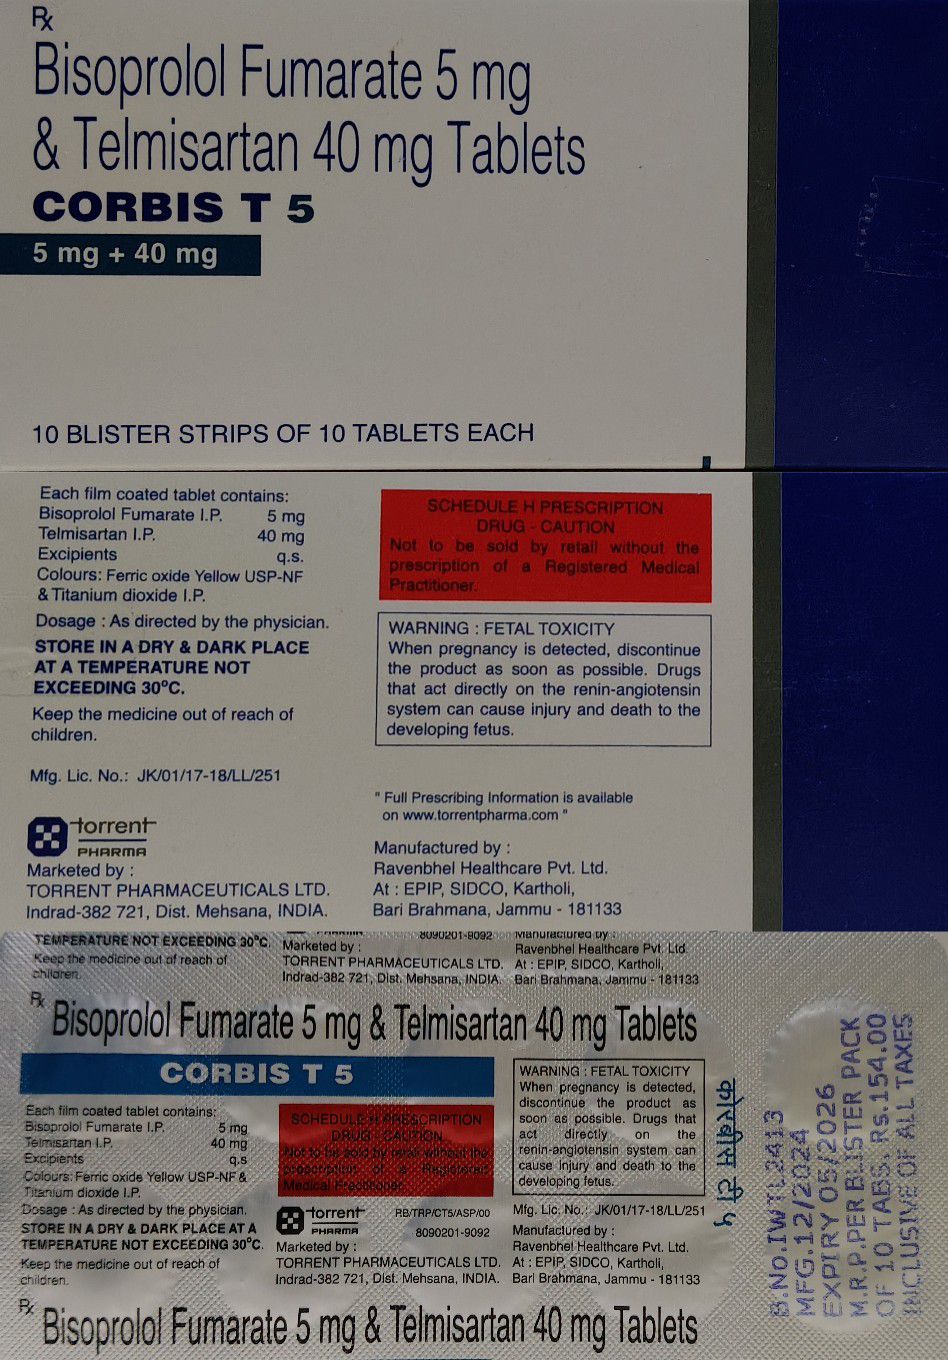 Rx
Bisoprolol Fumarate 5 mg
& Telmisartan 40 mg Tablets
CORBIS T 5
5 mg + 40 mg
10 BLISTER STRIPS OF 10 TABLETS EACH
Each film coated tablet contains:
Bisoprolol Fumarate I.P. 5 mg
Telmisartan I.P. 40 mg
Excipients q.s.
Colours: Ferric oxide Yellow USP-NF
& Titanium dioxide I.P.
Dosage : As directed by the physician.
STORE IN A DRY & DARK PLACE
AT A TEMPERATURE NOT
EXCEEDING 30ºC.
Keep the medicine out of reach of
children.
Mfg. Lic. No.: JK/01/17-18/LL/251
torrent
PHARMA
Marketed by :
TORRENT PHARMACEUTICALS LTD.
Indrad-382 721, Dist. Mehsana, INDIA.
SCHEDULE H PRESCRIPTION
DRUG - CAUTION
Not to be sold by retail without the
prescription of a Registered Medical
Practitioner.
WARNING : FETAL TOXICITY
When pregnancy is detected, discontinue
the product as soon as possible. Drugs
that act directly on the renin-angiotensin
system can cause injury and death to the
developing fetus.
" Full Prescribing Information is available
on www.torrentpharma.com "
Manufactured by :
Ravenbhel Healthcare Pvt. Ltd.
At : EPIP, SIDCO, Kartholi,
Bari Brahmana, Jammu - 181133
TEMPERATURE NOT EXCEEDING 30ºC.
Keep the medicine out of reach of
children.
PHARMA
8090201-9092
Marketed by :
TORRENT PHARMACEUTICALS LTD.
Indrad-382 721, Dist. Mehsana, INDIA.
Manufactured by :
Ravenbhel Healthcare Pvt. Ltd.
At : EPIP, SIDCO, Kartholi,
Bari Brahmana, Jammu - 181133
Rx
Bisoprolol Fumarate 5 mg & Telmisartan 40 mg Tablets
CORBIS T 5
Each film coated tablet contains:
Bisoprolol Fumarate I.P. 5 mg
Telmisartan I.P. 40 mg
Excipients q.s
Colours: Ferric oxide Yellow USP-NF &
Titanium dioxide I.P.
Dosage : As directed by the physician.
STORE IN A DRY & DARK PLACE AT A
TEMPERATURE NOT EXCEEDING 30ºC.
Keep the medicine out of reach of
children.
SCHEDULE H PRESCRIPTION
DRUG - CAUTION
Not to be sold by retail without the
prescription of a Registered
Medical Practitioner.
torrent
PHARMA
RB/TRP/CT5/ASP/00
8090201-9092
Marketed by :
TORRENT PHARMACEUTICALS LTD.
Indrad-382 721, Dist. Mehsana, INDIA.
WARNING : FETAL TOXICITY
When pregnancy is detected,
discontinue the product as
soon as possible. Drugs that
act directly on the
renin-angiotensin system can
cause injury and death to the
developing fetus.
Mfg. Lic. No.: JK/01/17-18/LL/251
Manufactured by :
Ravenbhel Healthcare Pvt. Ltd.
At : EPIP, SIDCO, Kartholi,
Bari Brahmana, Jammu - 181133
कोरबीस टी ५
B.No.IWTL2413
MFG.12/2024
EXPIRY 05/2026
M.R.P.PER BLISTER PACK
OF 10 TABS. Rs.154.00
INCLUSIVE OF ALL TAXES
Rx
Bisoprolol Fumarate 5 mg & Telmisartan 40 mg Tablets